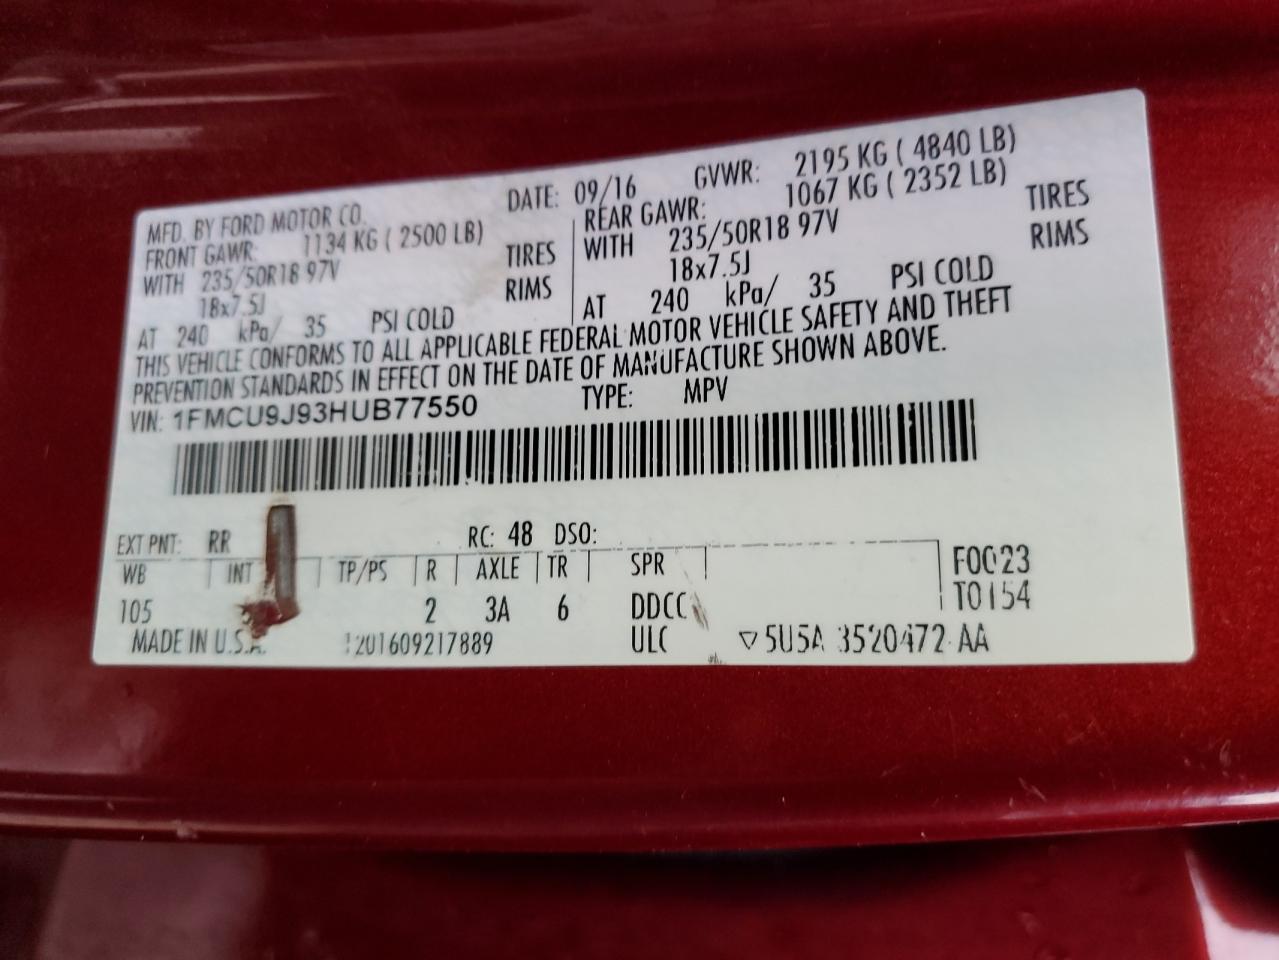 MFD. BY FORD MOTOR CO. DATE: 09/16 GVWR: 2195 KG ( 4840 LB)
FRONT GAWR: 1134 KG ( 2500 LB) REAR GAWR: 1067 KG ( 2352 LB)
WITH 235/50R18 97V TIRES WITH 235/50R18 97V TIRES
18x7.5J RIMS 18x7.5J RIMS
AT 240 kPa/ 35 PSI COLD AT 240 kPa/ 35 PSI COLD
THIS VEHICLE CONFORMS TO ALL APPLICABLE FEDERAL MOTOR VEHICLE SAFETY AND THEFT
PREVENTION STANDARDS IN EFFECT ON THE DATE OF MANUFACTURE SHOWN ABOVE.
VIN: 1FMCU9J93HUB77550 TYPE: MPV
EXT PNT: RR RC: 48 DSO:
WB INT TP/PS R AXLE TR SPR F0023
105 2 3A 6 DDCC T0154
MADE IN U.S.A. 201609217889 ULC ▽5U5A 3520472 AA